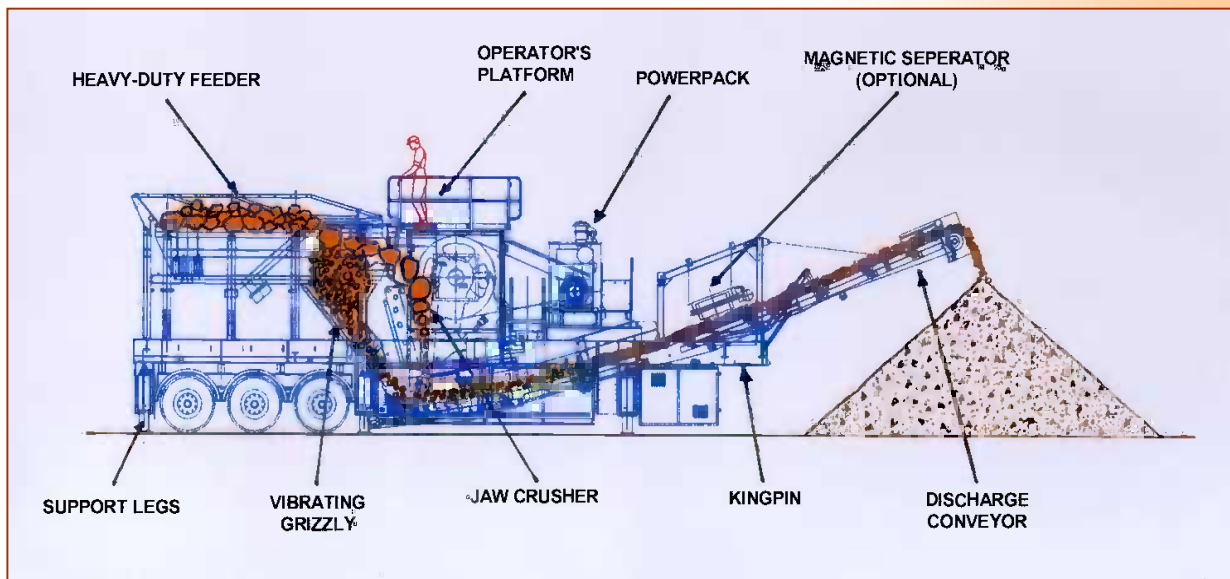 HEAVY-DUTY FEEDER
OPERATOR'S
PLATFORM
POWERPACK
MAGNETIC SEPERATOR
(OPTIONAL)
SUPPORT LEGS
VIBRATING
GRIZZLY
JAW CRUSHER
KINGPIN
DISCHARGE
CONVEYOR